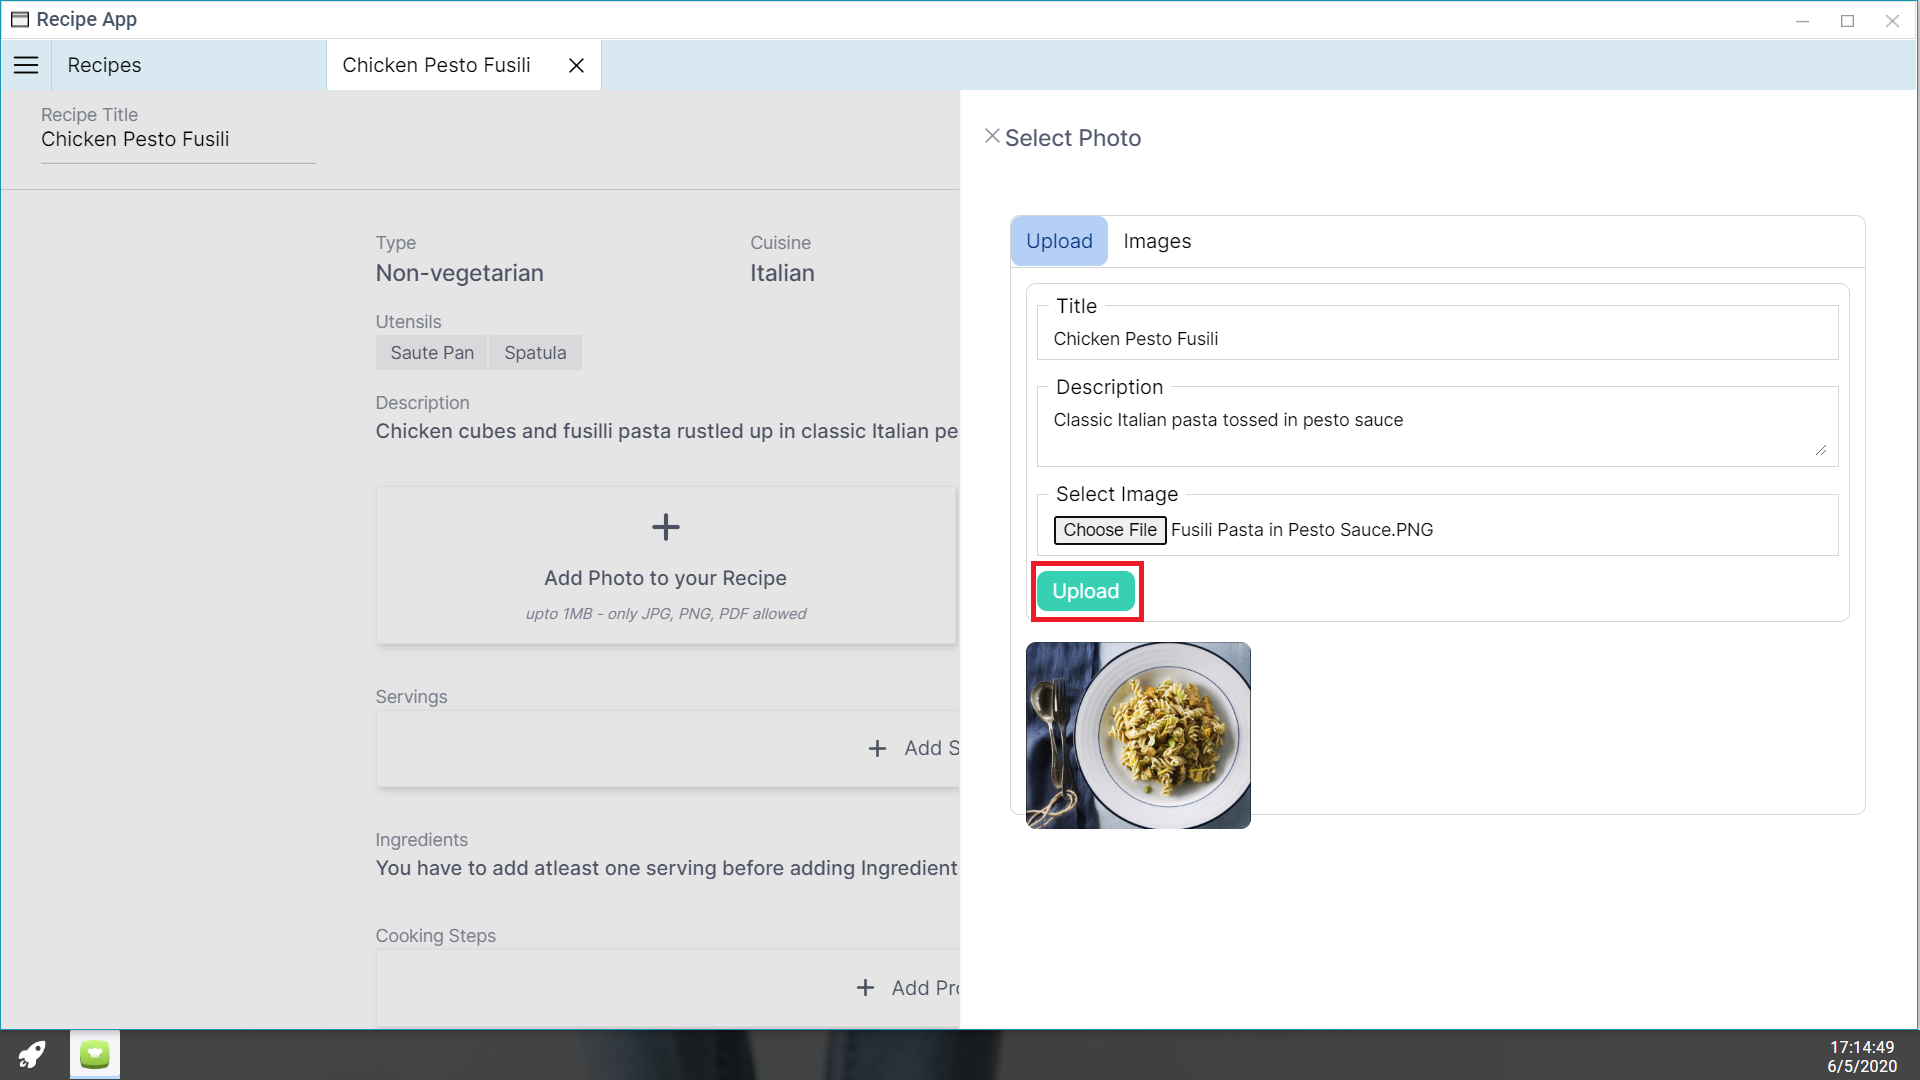 Recipe App
Recipes
Chicken Pesto Fusili
Recipe Title
Chicken Pesto Fusili
Type
Non-vegetarian
Cuisine
Italian
Utensils
Saute Pan
Spatula
Description
Chicken cubes and fusilli pasta rustled up in classic Italian pe
Add Photo to your Recipe
upto 1MB - only JPG, PNG, PDF allowed
Servings
Add S
Ingredients
You have to add atleast one serving before adding Ingredient
Cooking Steps
Add Pro
Select Photo
Upload
Images
Title
Chicken Pesto Fusili
Description
Classic Italian pasta tossed in pesto sauce
Select Image
Choose File Fusili Pasta in Pesto Sauce.PNG
Upload
17:14:49
6/5/2020